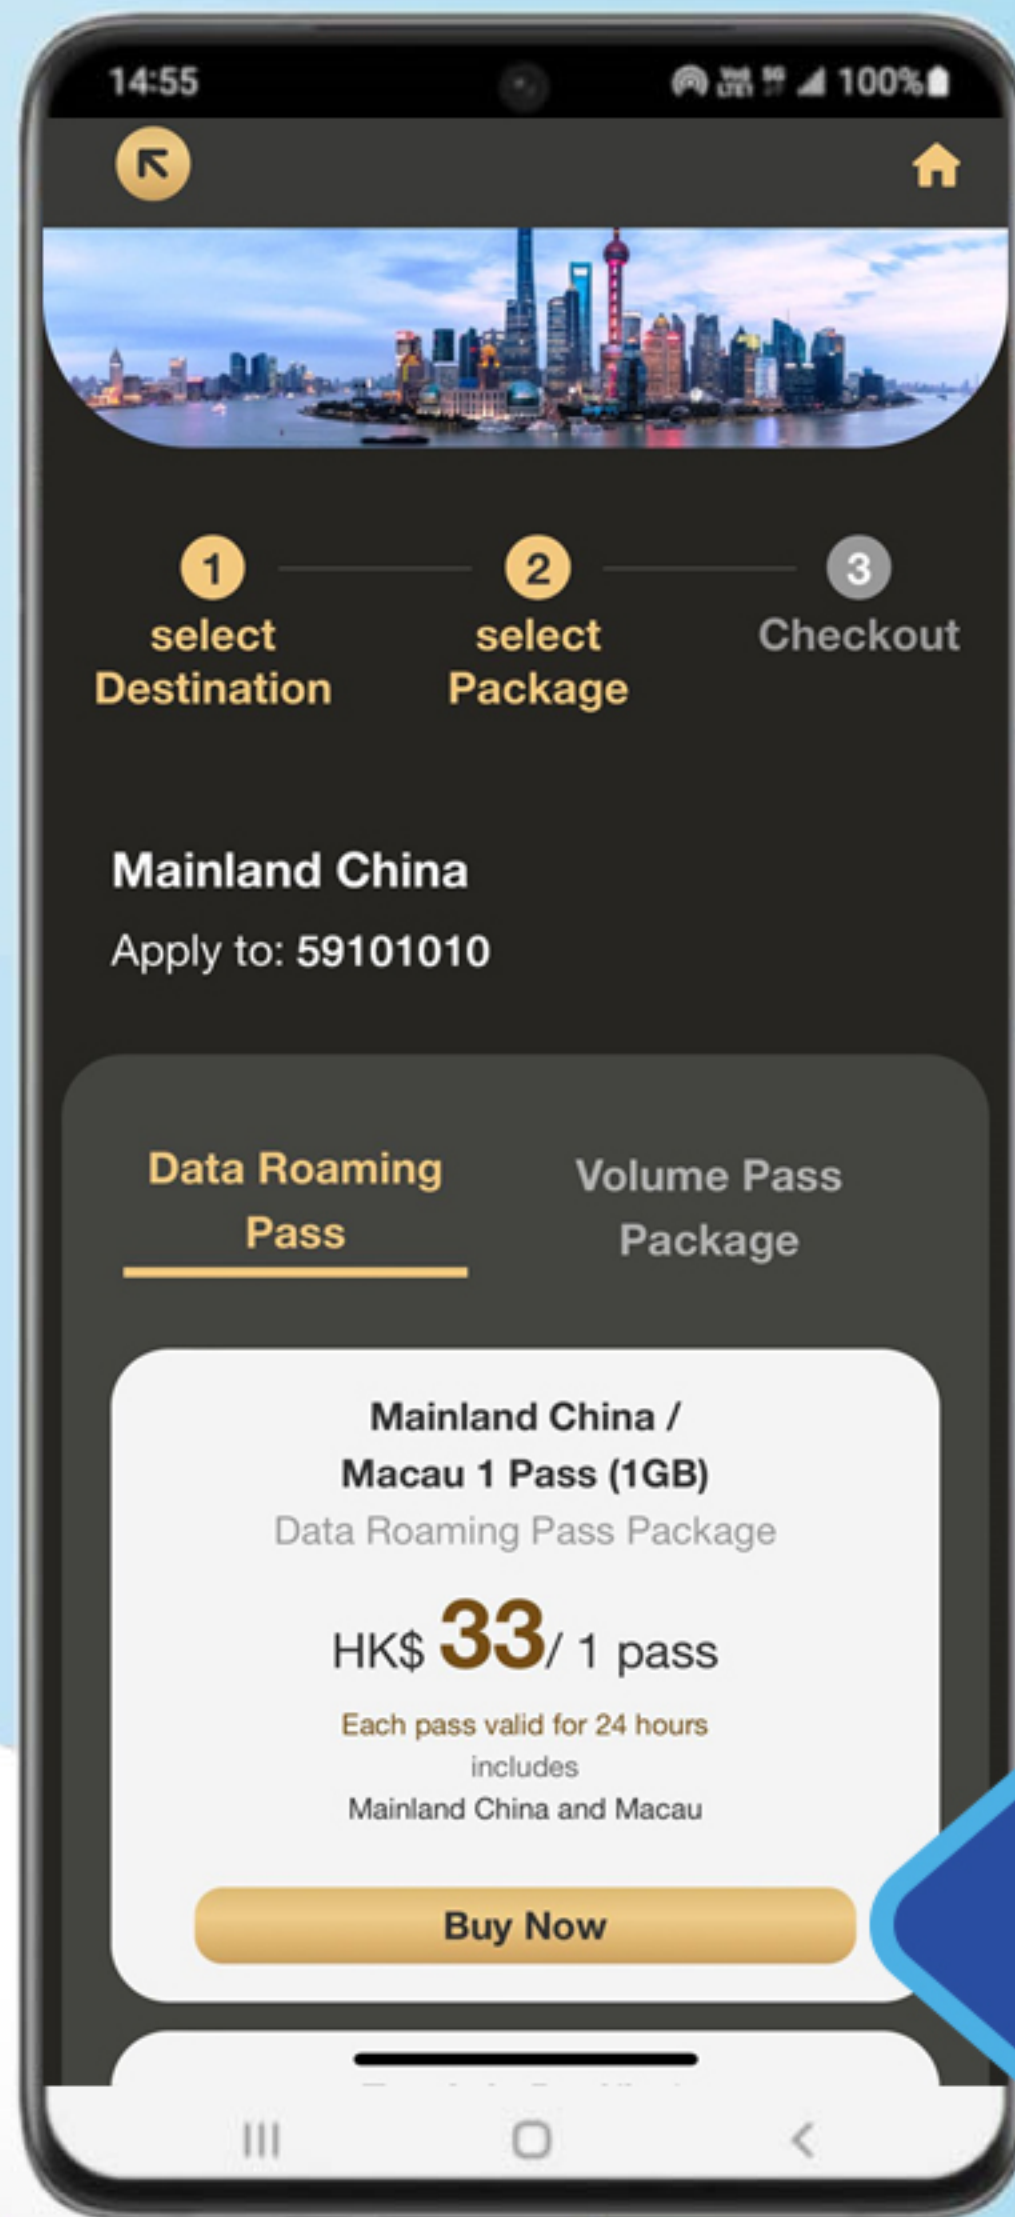 14:55
5G 100%
1
2
3
select
Destination
select
Package
Checkout
Mainland China
Apply to: 59101010
Data Roaming
Pass
Volume Pass
Package
Mainland China /
Macau 1 Pass (1GB)
Data Roaming Pass Package
HK$ 33/ 1 pass
Each pass valid for 24 hours
includes
Mainland China and Macau
Buy Now